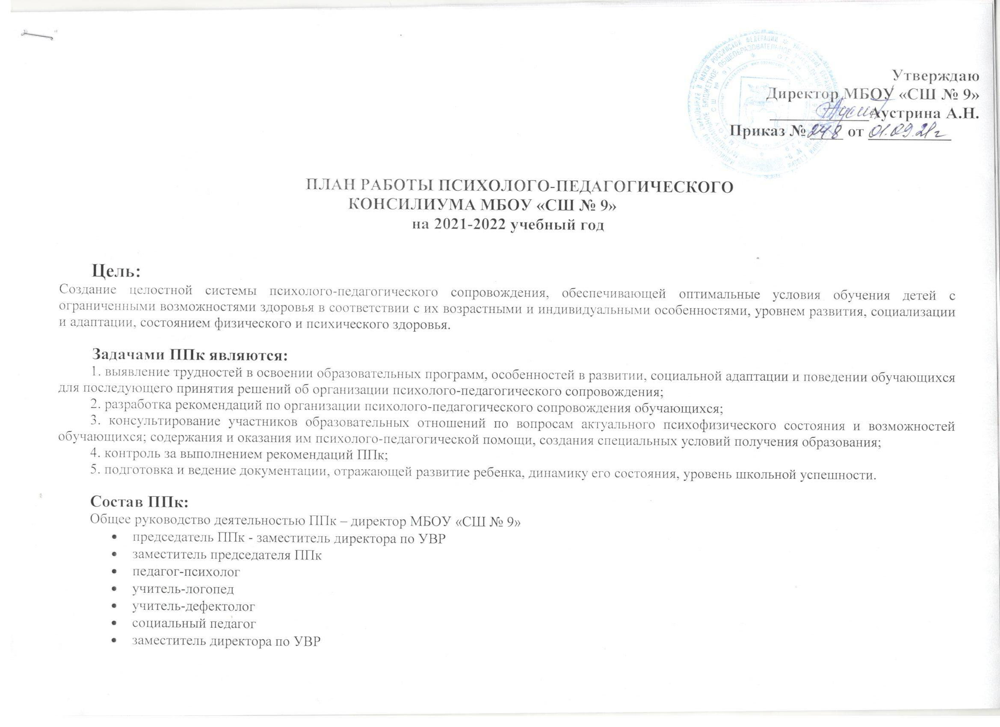 Утверждаю
Директор МБОУ «СШ № 9»
Аустрина А.Н.
Приказ № 248 от 01.09.21г
ПЛАН РАБОТЫ ПСИХОЛОГО-ПЕДАГОГИЧЕСКОГО
КОНСИЛИУМА МБОУ «СШ № 9»
на 2021-2022 учебный год
Цель:
Создание целостной системы психолого-педагогического сопровождения, обеспечивающей оптимальные условия обучения детей с
ограниченными возможностями здоровья в соответствии с их возрастными и индивидуальными особенностями, уровнем развития, социализации
и адаптации, состоянием физического и психического здоровья.
Задачами ППк являются:
1. выявление трудностей в освоении образовательных программ, особенностей в развитии, социальной адаптации и поведении обучающихся
для последующего принятия решений об организации психолого-педагогического сопровождения;
2. разработка рекомендаций по организации психолого-педагогического сопровождения обучающихся;
3. консультирование участников образовательных отношений по вопросам актуального психофизического состояния и возможностей
обучающихся; содержания и оказания им психолого-педагогической помощи, создания специальных условий получения образования;
4. контроль за выполнением рекомендаций ППк;
5. подготовка и ведение документации, отражающей развитие ребенка, динамику его состояния, уровень школьной успешности.
Состав ППк:
Общее руководство деятельностью ППк – директор МБОУ «СШ № 9»
• председатель ППк - заместитель директора по УВР
• заместитель председателя ППк
• педагог-психолог
• учитель-логопед
• учитель-дефектолог
• социальный педагог
• заместитель директора по УВР